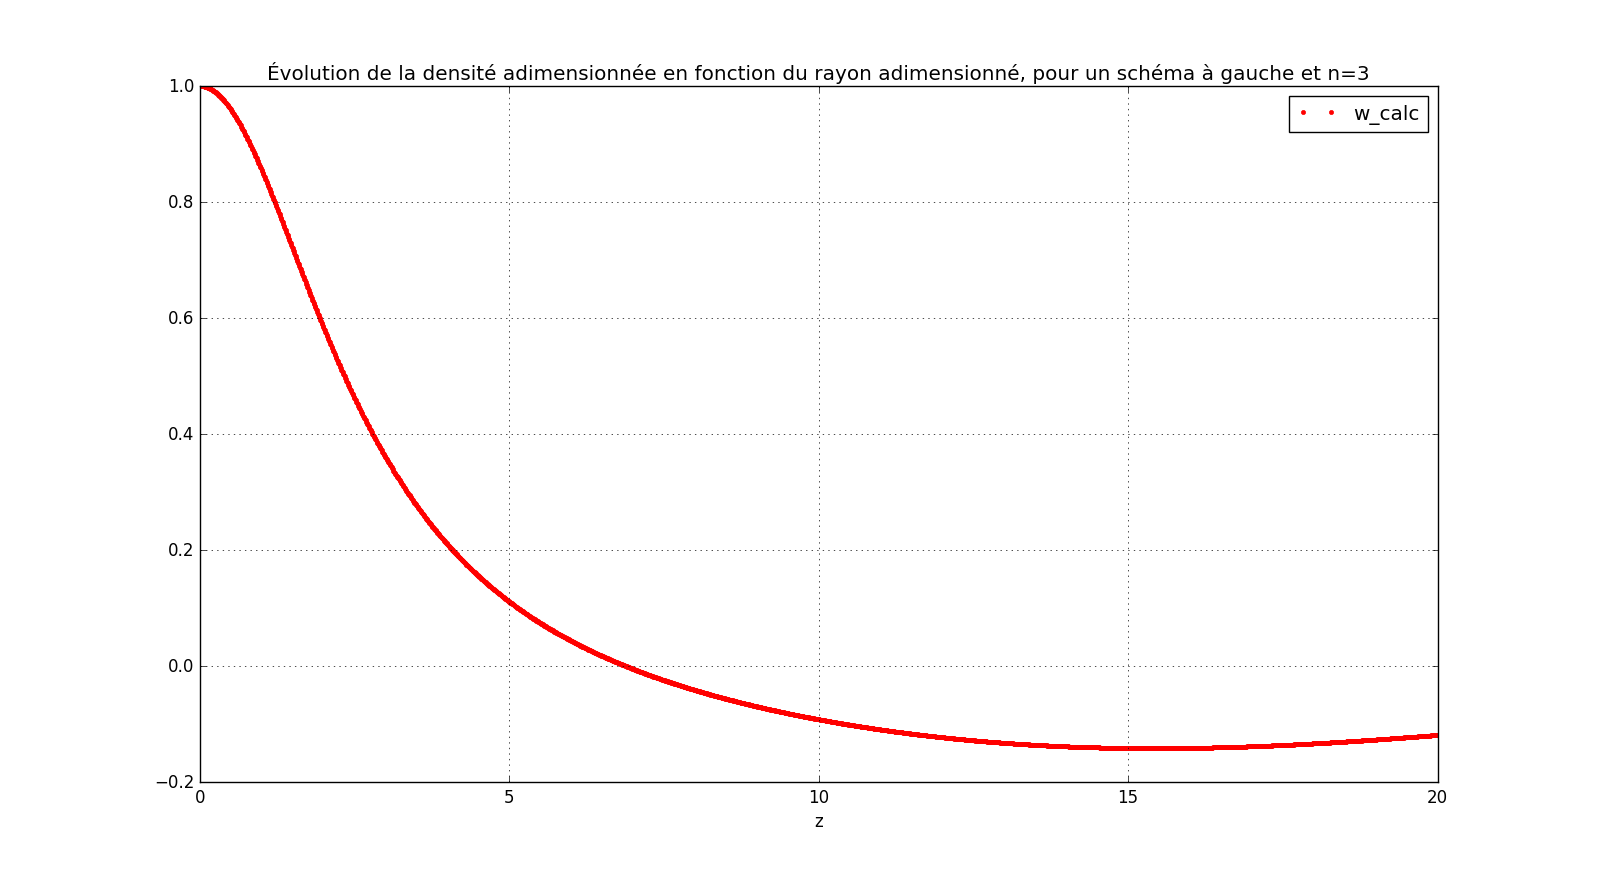 Évolution de la densité adimensionnée en fonction du rayon adimensionné, pour un schéma à gauche et n=3
w_calc
1.0
0.8
0.6
0.4
0.2
0.0
−0.2
0 5 10 15 20
z